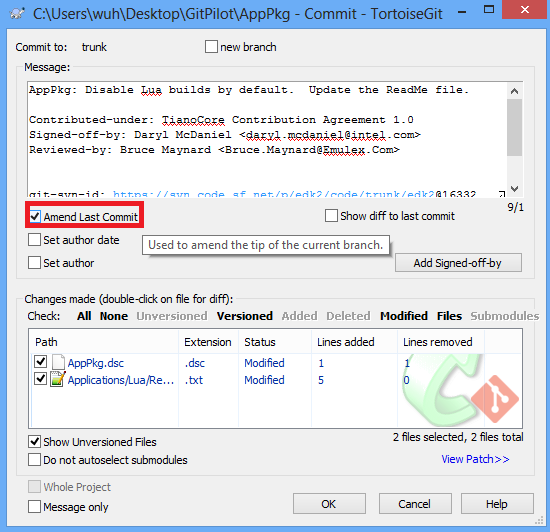 C:\Users\wuh\Desktop\GitPilot\AppPkg - Commit - TortoiseGit
Commit to: trunk new branch
Message:
AppPkg: Disable Lua builds by default.  Update the ReadMe file.
Contributed-under: TianoCore Contribution Agreement 1.0
Signed-off-by: Daryl McDaniel <daryl.mcdaniel@intel.com>
Reviewed-by: Bruce Maynard <Bruce.Maynard@Emulex.Com>
git-svn-id: https://svn.code.sf.net/p/edk2/code/trunk/edk2@16332
9/1
Amend Last Commit Show diff to last commit
Set author date
Used to amend the tip of the current branch.
Set author Add Signed-off-by
Changes made (double-click on file for diff):
Check: All None Unversioned Versioned Added Deleted Modified Files Submodules
Path Extension Status Lines added Lines removed
AppPkg.dsc .dsc Modified 1 1
Applications/Lua/Re... .txt Modified 5 0
Show Unversioned Files 2 files selected, 2 files total
Do not autoselect submodules View Patch>>
Whole Project
Message only OK Cancel Help